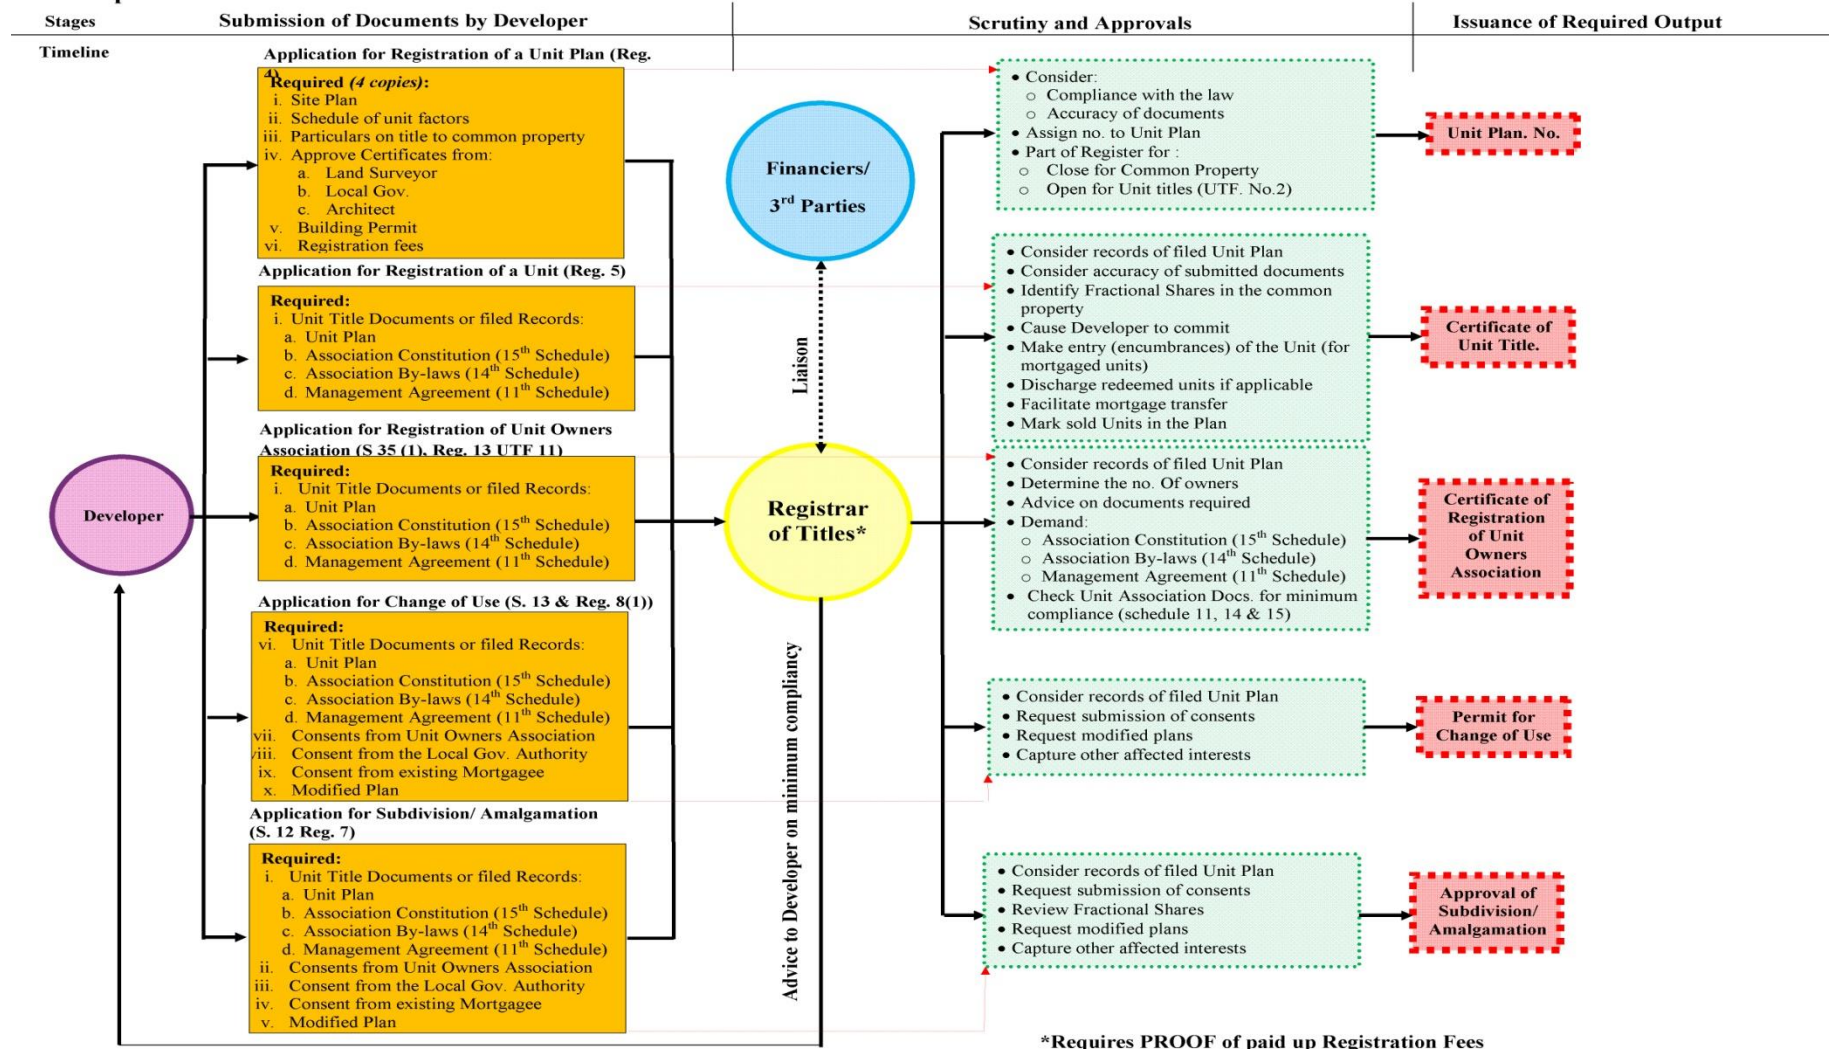 Stages
Submission of Documents by Developer
Scrutiny and Approvals
Issuance of Required Output
Timeline
Application for Registration of a Unit Plan (Reg.
4)
Required (4 copies):
i. Site Plan
ii. Schedule of unit factors
iii. Particulars on title to common property
iv. Approve Certificates from:
a. Land Surveyor
b. Local Gov.
c. Architect
v. Building Permit
vi. Registration fees
Application for Registration of a Unit (Reg. 5)
Required:
i. Unit Title Documents or filed Records:
a. Unit Plan
b. Association Constitution (15th Schedule)
c. Association By-laws (14th Schedule)
d. Management Agreement (11th Schedule)
Application for Registration of Unit Owners
Association (S 35 (1), Reg. 13 UTF 11)
Required:
i. Unit Title Documents or filed Records:
a. Unit Plan
b. Association Constitution (15th Schedule)
c. Association By-laws (14th Schedule)
d. Management Agreement (11th Schedule)
Application for Change of Use (S. 13 & Reg. 8(1))
Required:
vi. Unit Title Documents or filed Records:
a. Unit Plan
b. Association Constitution (15th Schedule)
c. Association By-laws (14th Schedule)
d. Management Agreement (11th Schedule)
vii. Consents from Unit Owners Association
viii. Consent from the Local Gov. Authority
ix. Consent from existing Mortgagee
x. Modified Plan
Application for Subdivision/ Amalgamation
(S. 12 Reg. 7)
Required:
i. Unit Title Documents or filed Records:
a. Unit Plan
b. Association Constitution (15th Schedule)
c. Association By-laws (14th Schedule)
d. Management Agreement (11th Schedule)
ii. Consents from Unit Owners Association
iii. Consent from the Local Gov. Authority
iv. Consent from existing Mortgagee
v. Modified Plan
Developer
Financiers/
3rd Parties
Liaison
Registrar
of Titles*
Advice to Developer on minimum compliancy
• Consider:
o Compliance with the law
o Accuracy of documents
• Assign no. to Unit Plan
• Part of Register for :
o Close for Common Property
o Open for Unit titles (UTF. No.2)
• Consider records of filed Unit Plan
• Consider accuracy of submitted documents
• Identify Fractional Shares in the common
property
• Cause Developer to commit
• Make entry (encumbrances) of the Unit (for
mortgaged units)
• Discharge redeemed units if applicable
• Facilitate mortgage transfer
• Mark sold Units in the Plan
• Consider records of filed Unit Plan
• Determine the no. Of owners
• Advice on documents required
• Demand:
o Association Constitution (15th Schedule)
o Association By-laws (14th Schedule)
o Management Agreement (11th Schedule)
• Check Unit Association Docs. for minimum
compliance (schedule 11, 14 & 15)
• Consider records of filed Unit Plan
• Request submission of consents
• Request modified plans
• Capture other affected interests
• Consider records of filed Unit Plan
• Request submission of consents
• Review Fractional Shares
• Request modified plans
• Capture other affected interests
Unit Plan. No.
Certificate of
Unit Title.
Certificate of
Registration
of Unit
Owners
Association
Permit for
Change of Use
Approval of
Subdivision/
Amalgamation
*Requires PROOF of paid up Registration Fees